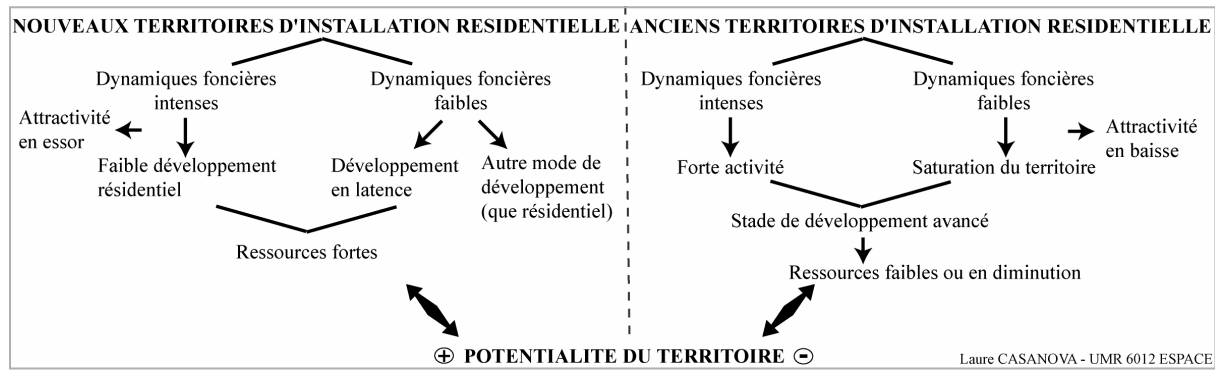 NOUVEAUX TERRITOIRES D'INSTALLATION RESIDENTIELLE
Dynamiques foncières
intenses
Dynamiques foncières
faibles
Attractivité
en essor
Faible développement
résidentiel
Développement
en latence
Autre mode de
développement
(que résidentiel)
Ressources fortes
ANCIENS TERRITOIRES D'INSTALLATION RESIDENTIELLE
Dynamiques foncières
intenses
Dynamiques foncières
faibles
Attractivité
en baisse
Forte activité
Saturation du territoire
Stade de développement avancé
Ressources faibles ou en diminution
+ POTENTIALITE DU TERRITOIRE -
Laure CASANOVA - UMR 6012 ESPACE